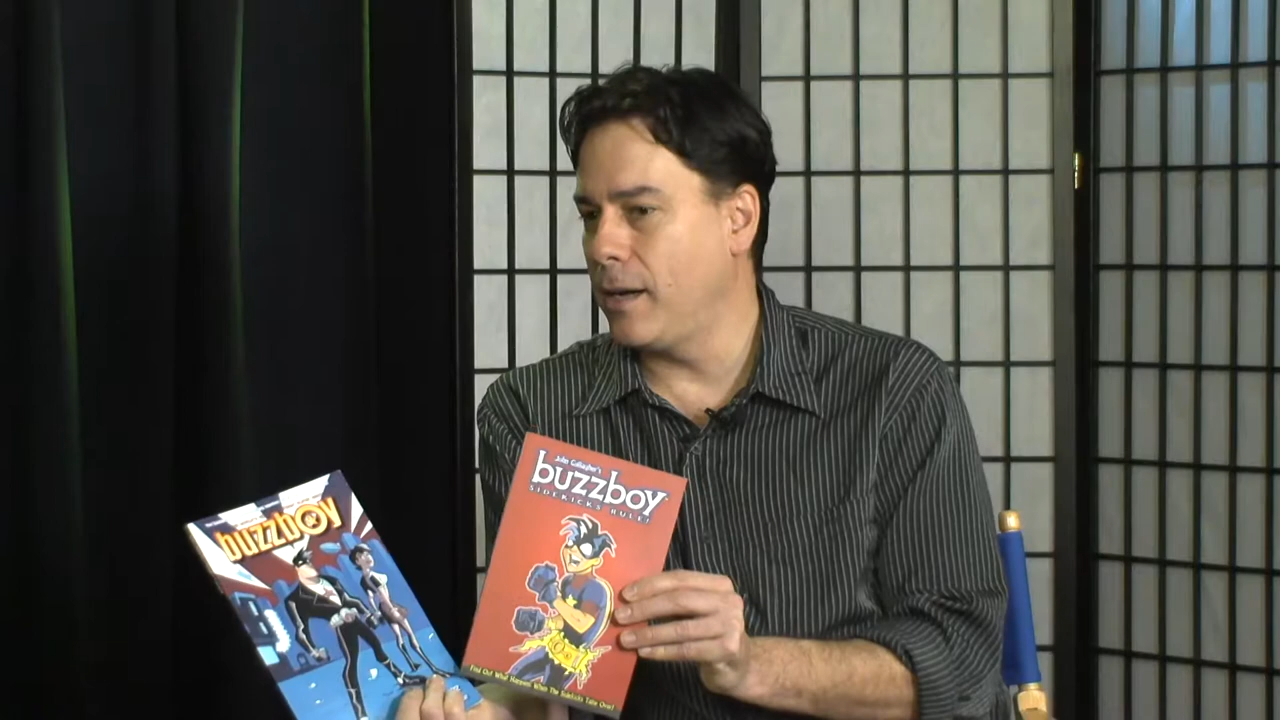 buzzboy
John Gallagher's
buzzboy
SIDEKICKS RULE!
Find Out What Happens When The Sidekicks Take Over!